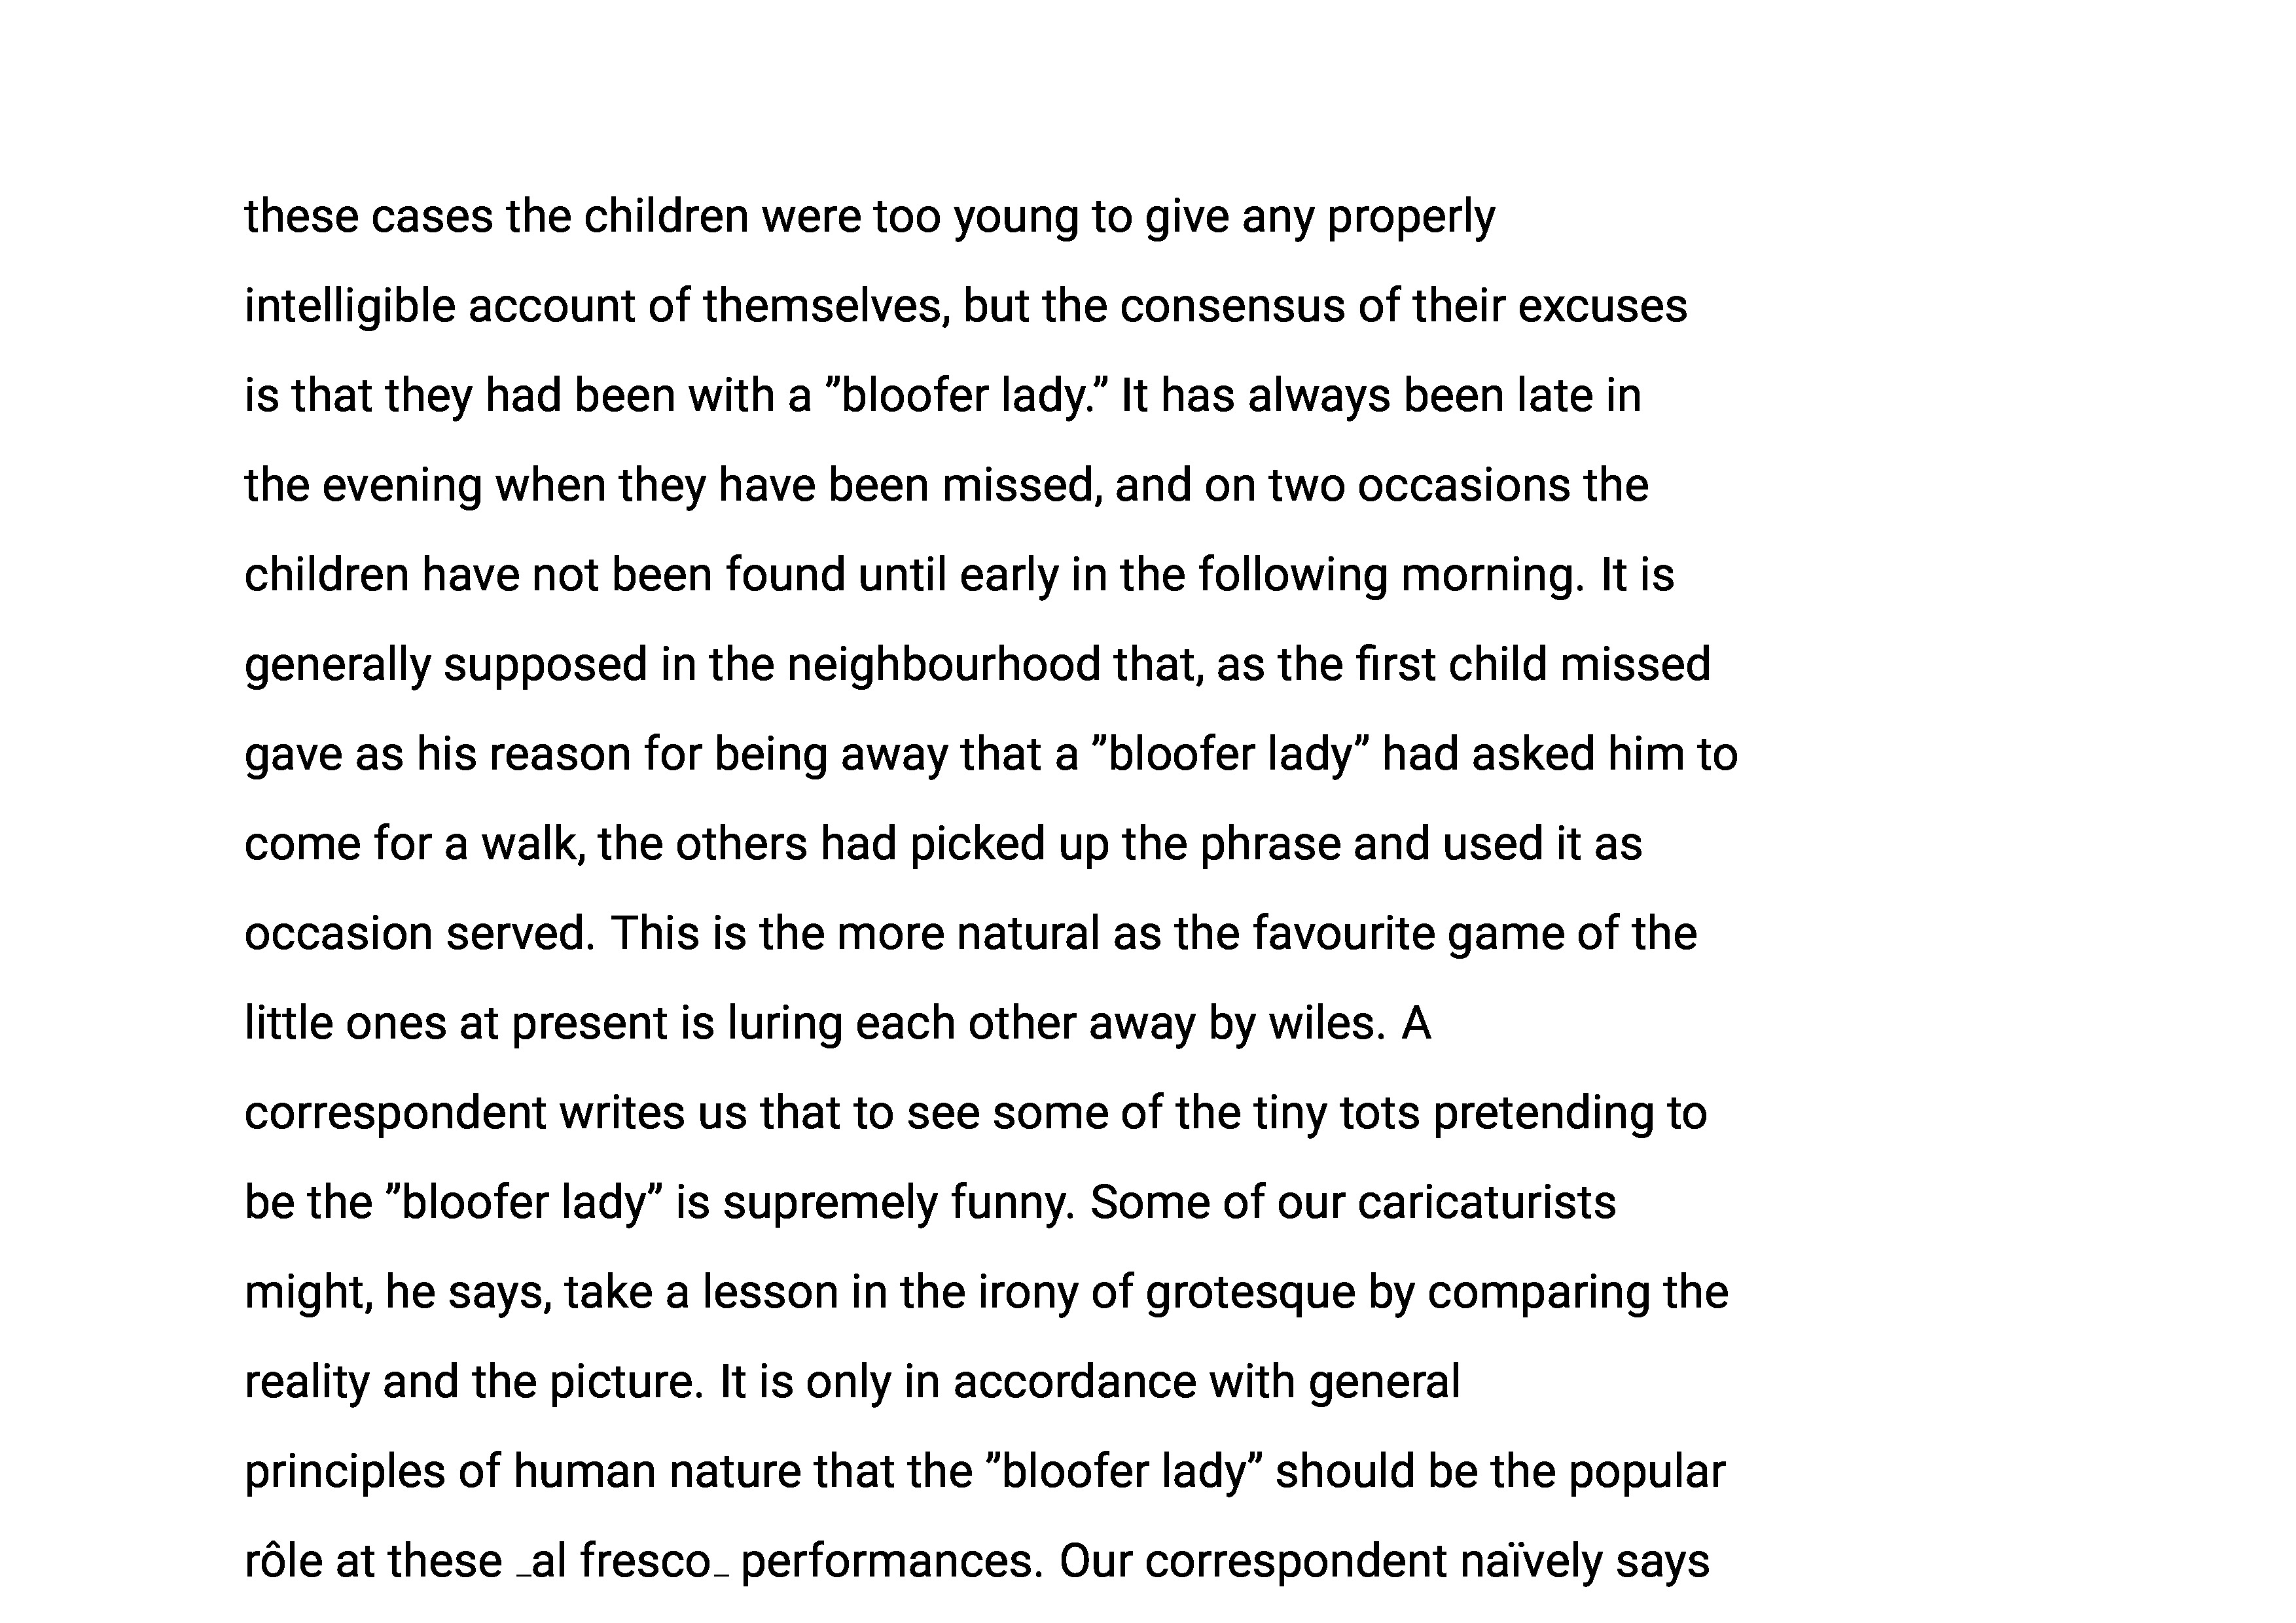 these cases the children were too young to give any properly
intelligible account of themselves, but the consensus of their excuses
is that they had been with a ”bloofer lady.” It has always been late in
the evening when they have been missed, and on two occasions the
children have not been found until early in the following morning. It is
generally supposed in the neighbourhood that, as the first child missed
gave as his reason for being away that a ”bloofer lady” had asked him to
come for a walk, the others had picked up the phrase and used it as
occasion served. This is the more natural as the favourite game of the
little ones at present is luring each other away by wiles. A
correspondent writes us that to see some of the tiny tots pretending to
be the ”bloofer lady” is supremely funny. Some of our caricaturists
might, he says, take a lesson in the irony of grotesque by comparing the
reality and the picture. It is only in accordance with general
principles of human nature that the ”bloofer lady” should be the popular
rôle at these _al fresco_ performances. Our correspondent naïvely says